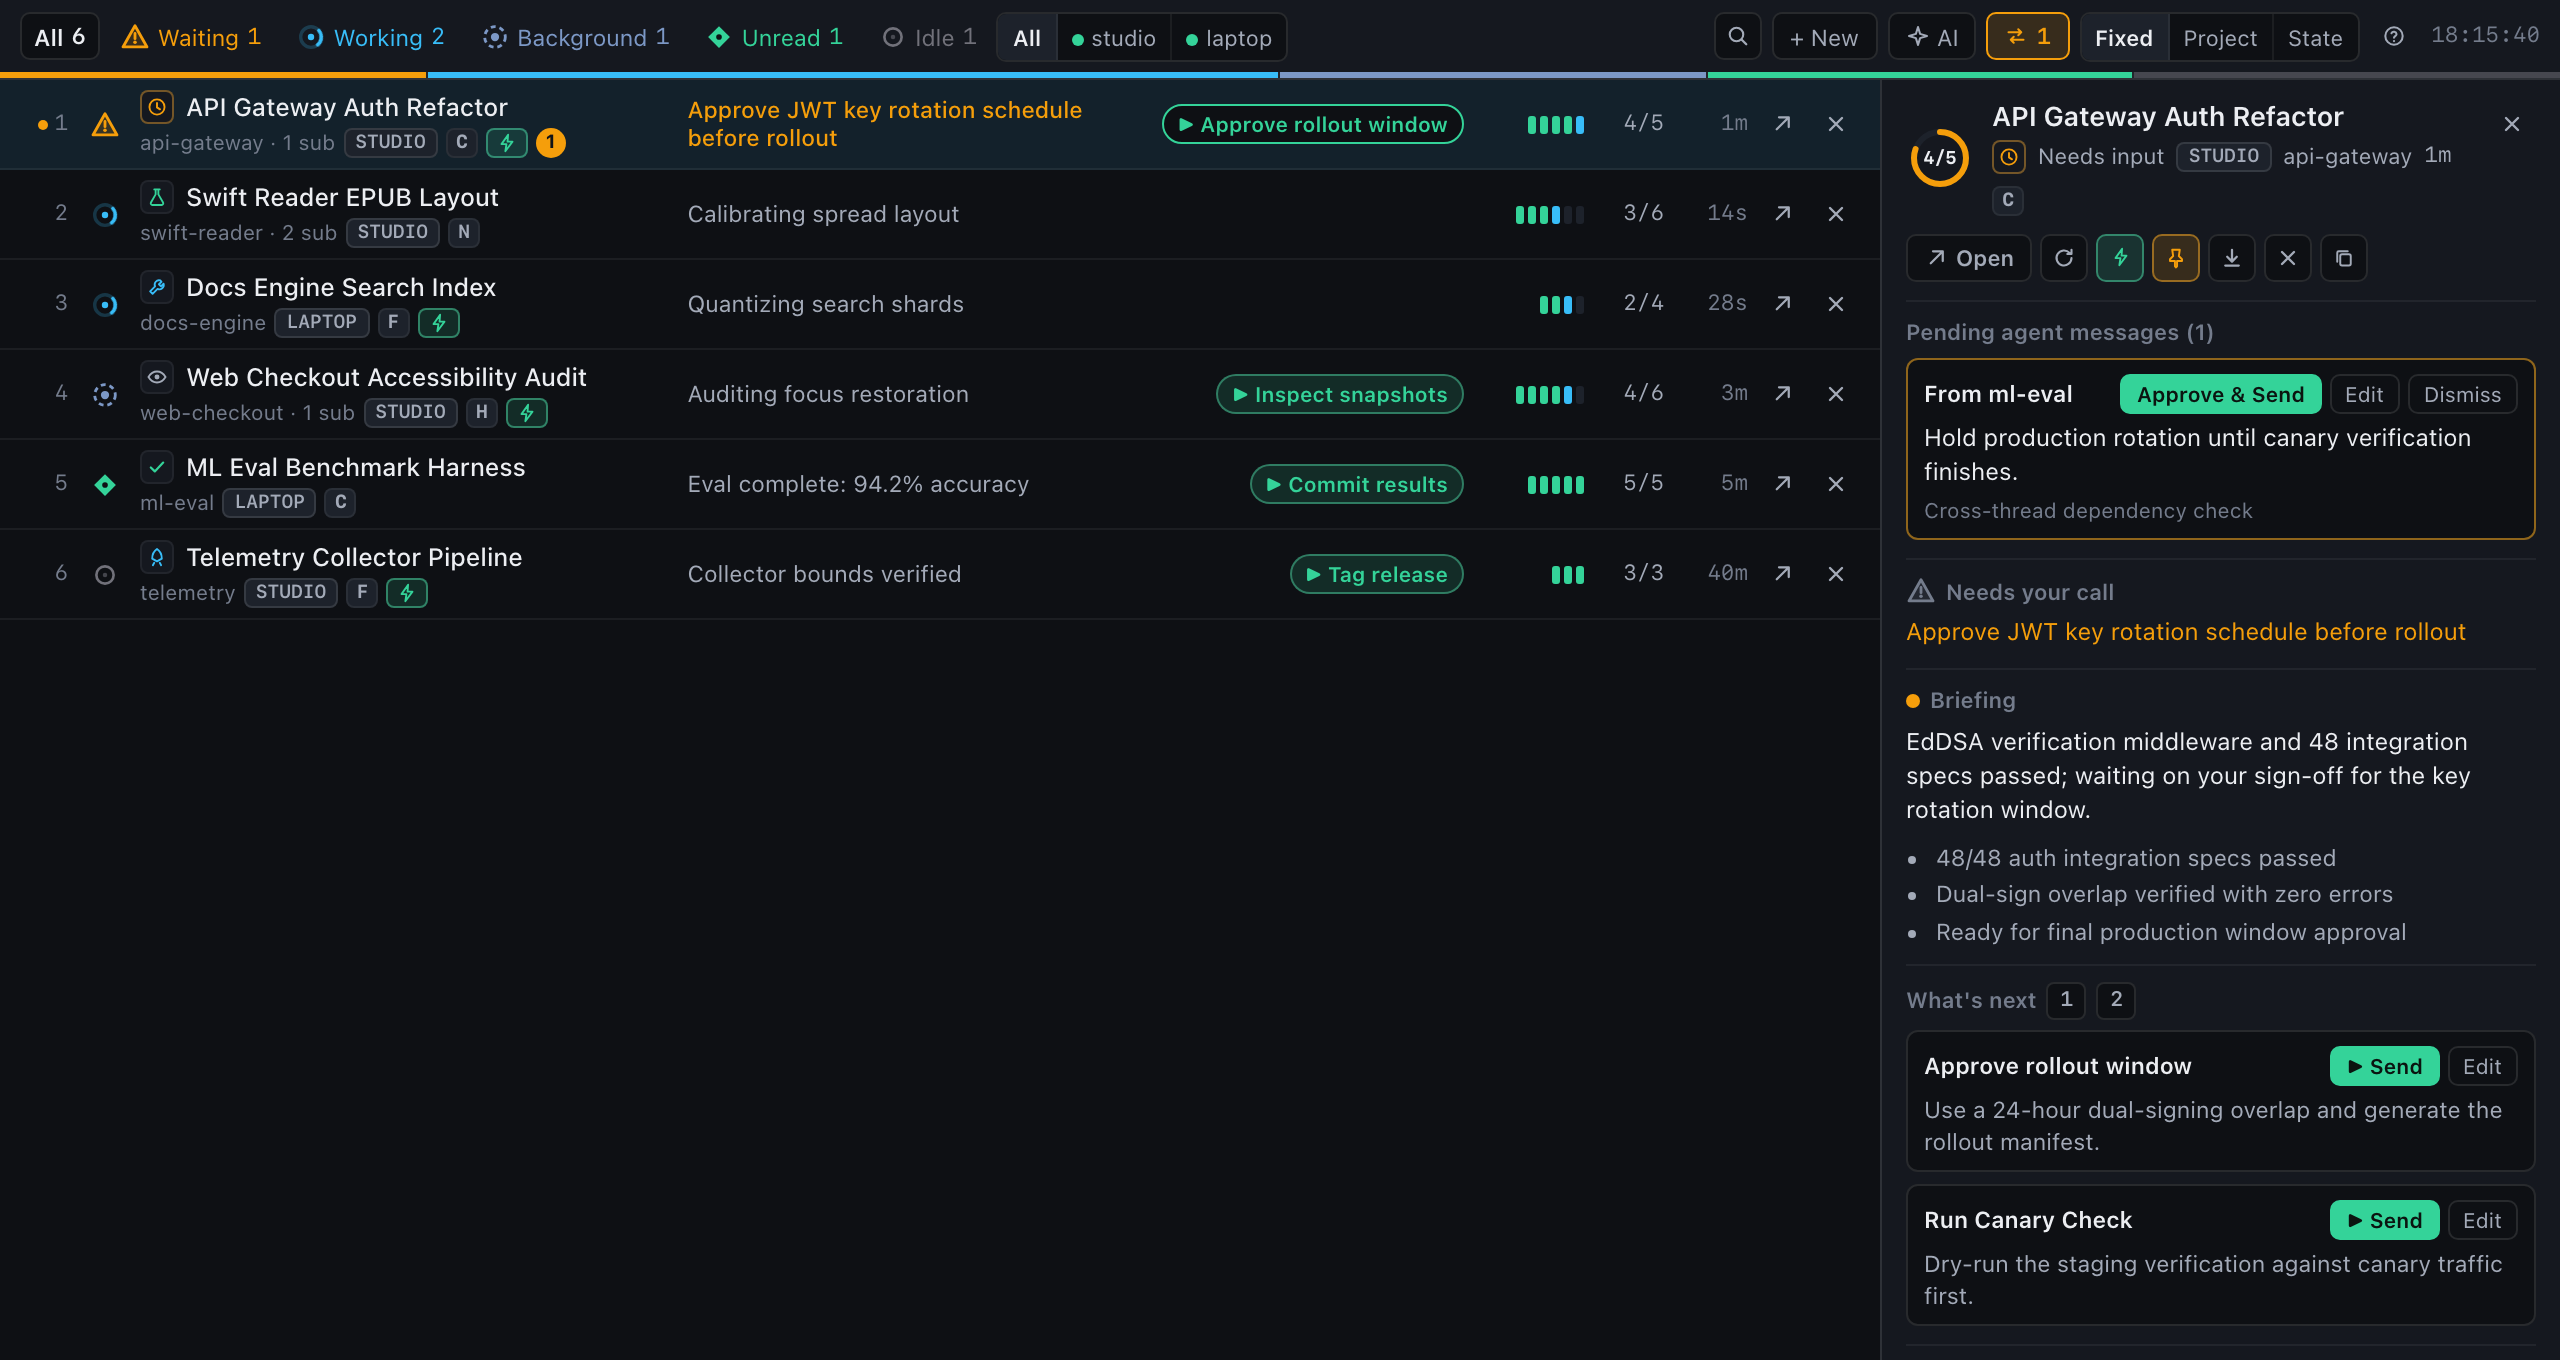 All 6 Waiting 1 Working 2 Background 1 Unread 1 Idle 1 All studio laptop + New AI 1 Fixed Project State 18:15:40
1 API Gateway Auth Refactor
api-gateway · 1 sub STUDIO C 1
Approve JWT key rotation schedule
before rollout
Approve rollout window 4/5 1m
2 Swift Reader EPUB Layout
swift-reader · 2 sub STUDIO N
Calibrating spread layout 3/6 14s
3 Docs Engine Search Index
docs-engine LAPTOP F
Quantizing search shards 2/4 28s
4 Web Checkout Accessibility Audit
web-checkout · 1 sub STUDIO H
Auditing focus restoration Inspect snapshots 4/6 3m
5 ML Eval Benchmark Harness
ml-eval LAPTOP C
Eval complete: 94.2% accuracy Commit results 5/5 5m
6 Telemetry Collector Pipeline
telemetry STUDIO F
Collector bounds verified Tag release 3/3 40m
API Gateway Auth Refactor
4/5 Needs input STUDIO api-gateway 1m
C
Open
Pending agent messages (1)
From ml-eval Approve & Send Edit Dismiss
Hold production rotation until canary verification
finishes.
Cross-thread dependency check
Needs your call
Approve JWT key rotation schedule before rollout
Briefing
EdDSA verification middleware and 48 integration
specs passed; waiting on your sign-off for the key
rotation window.
• 48/48 auth integration specs passed
• Dual-sign overlap verified with zero errors
• Ready for final production window approval
What's next 1 2
Approve rollout window Send Edit
Use a 24-hour dual-signing overlap and generate the
rollout manifest.
Run Canary Check Send Edit
Dry-run the staging verification against canary traffic
first.